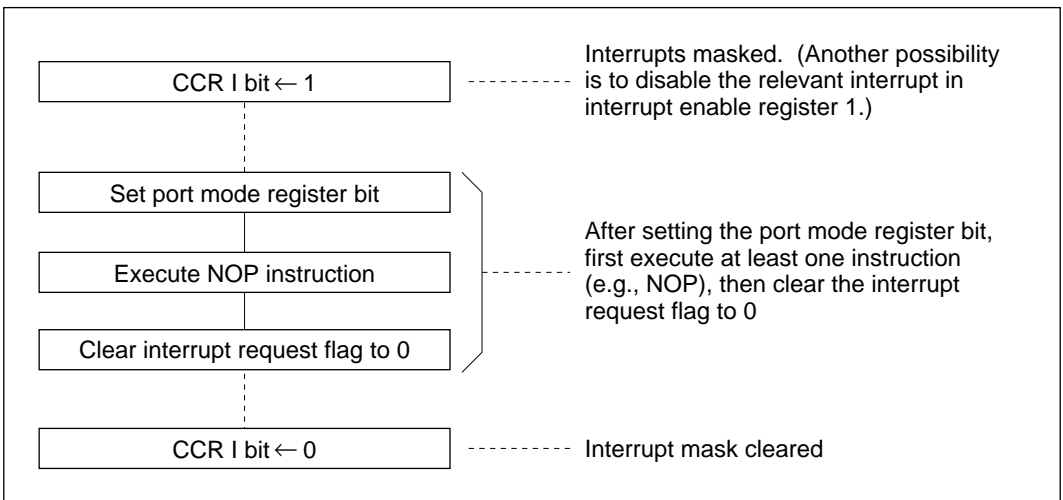 CCR I bit ← 1
Interrupts masked. (Another possibility
is to disable the relevant interrupt in
interrupt enable register 1.)
Set port mode register bit
Execute NOP instruction
Clear interrupt request flag to 0
After setting the port mode register bit,
first execute at least one instruction
(e.g., NOP), then clear the interrupt
request flag to 0
CCR I bit ← 0
Interrupt mask cleared